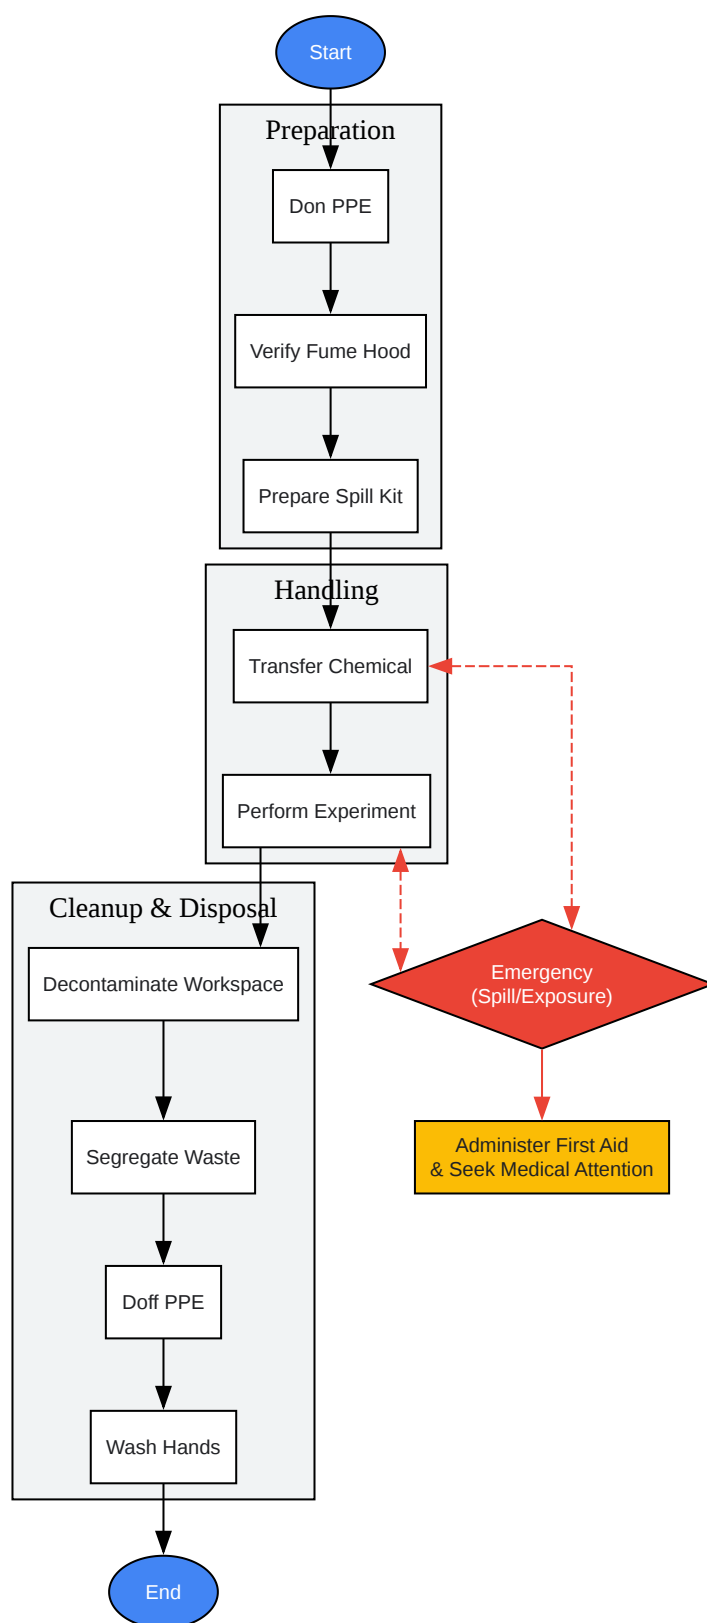 Start
Preparation
Don PPE
Verify Fume Hood
Prepare Spill Kit
Handling
Transfer Chemical
Perform Experiment
Cleanup & Disposal
Decontaminate Workspace
Emergency
(Spill/Exposure)
Segregate Waste
Administer First Aid
& Seek Medical Attention
Doff PPE
Wash Hands
End